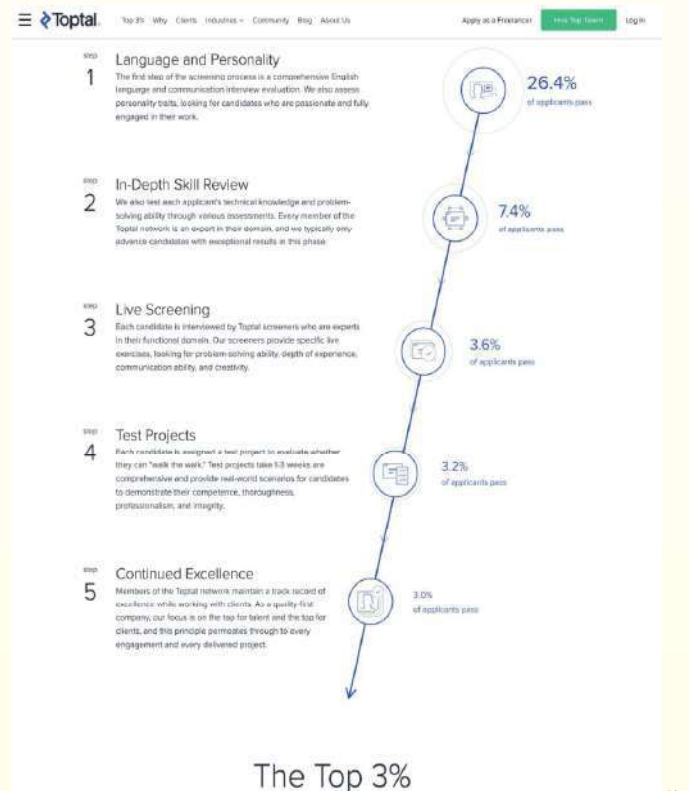 Toptal.
Top 3% Why Clients Industries Community Blog About Us
Apply as a Freelancer Hire Top Talent Log In
step
1
Language and Personality
The first step of the screening process is a comprehensive English
language and communication interview evaluation. We also assess
personality traits, looking for candidates who are passionate and fully
engaged in their work.
26.4%
of applicants pass
step
2
In-Depth Skill Review
We also test each applicant's technical knowledge and problem-
solving ability through various assessments. Every member of the
Toptal network is an expert in their domain, and we typically only
advance candidates with exceptional results in this phase.
7.4%
of applicants pass
step
3
Live Screening
Each candidate is interviewed by Toptal screeners who are experts
in their functional domain. Our screeners provide specific live
exercises, looking for problem-solving ability, depth of experience,
communication ability, and creativity.
3.6%
of applicants pass
step
4
Test Projects
Each candidate is assigned a test project to evaluate whether
they can "walk the walk." Test projects take 1-3 weeks are
comprehensive and provide real-world scenarios for candidates
to demonstrate their competence, thoroughness,
professionalism, and integrity.
3.2%
of applicants pass
step
5
Continued Excellence
Members of the Toptal network maintain a track record of
excellence while working with clients. As a quality-first
company, our focus is on the top for talent and the top for
clients, and this principle permeates through to every
engagement and every delivered project.
3.0%
of applicants pass
The Top 3%